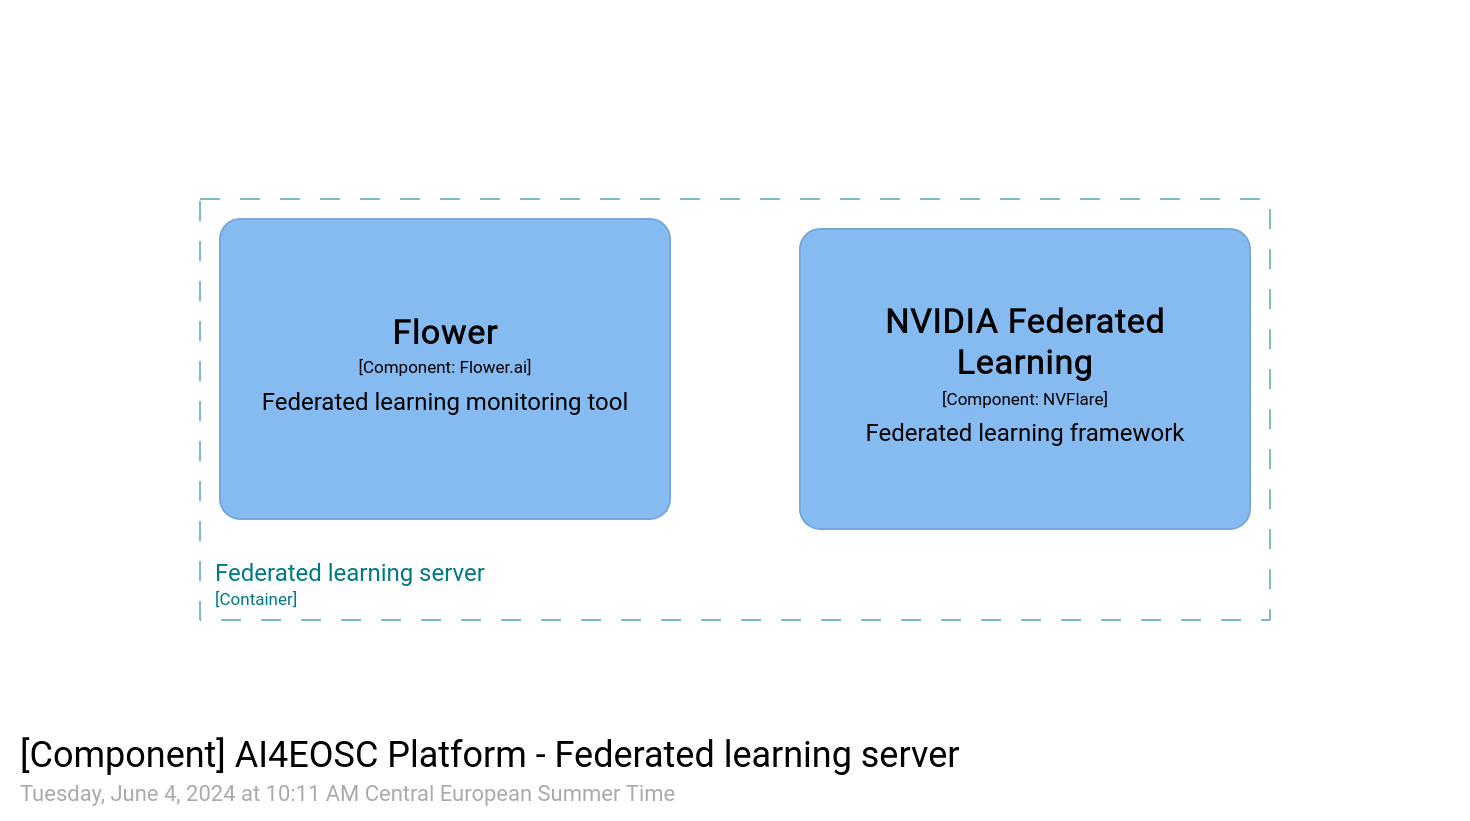 Flower
[Component: Flower.ai]
Federated learning monitoring tool
NVIDIA Federated
Learning
[Component: NVFlare]
Federated learning framework
Federated learning server
[Container]
[Component] AI4EOSC Platform - Federated learning server
Tuesday, June 4, 2024 at 10:11 AM Central European Summer Time